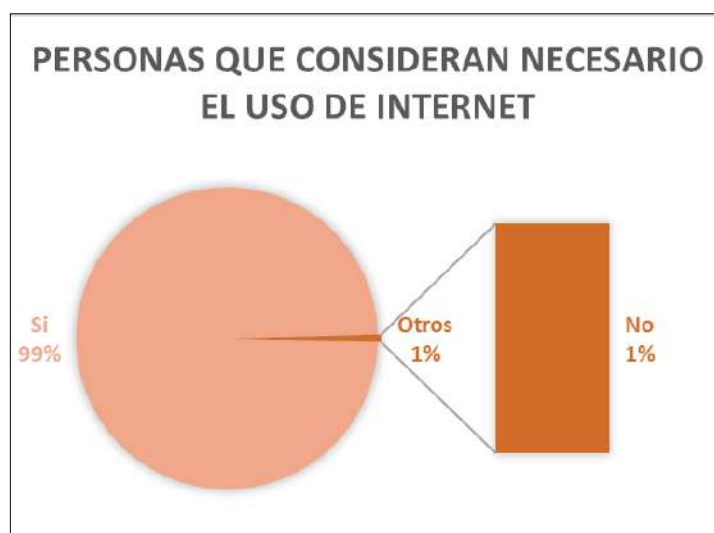 PERSONAS QUE CONSIDERAN NECESARIO
EL USO DE INTERNET
Si
99%
Otros
1%
No
1%